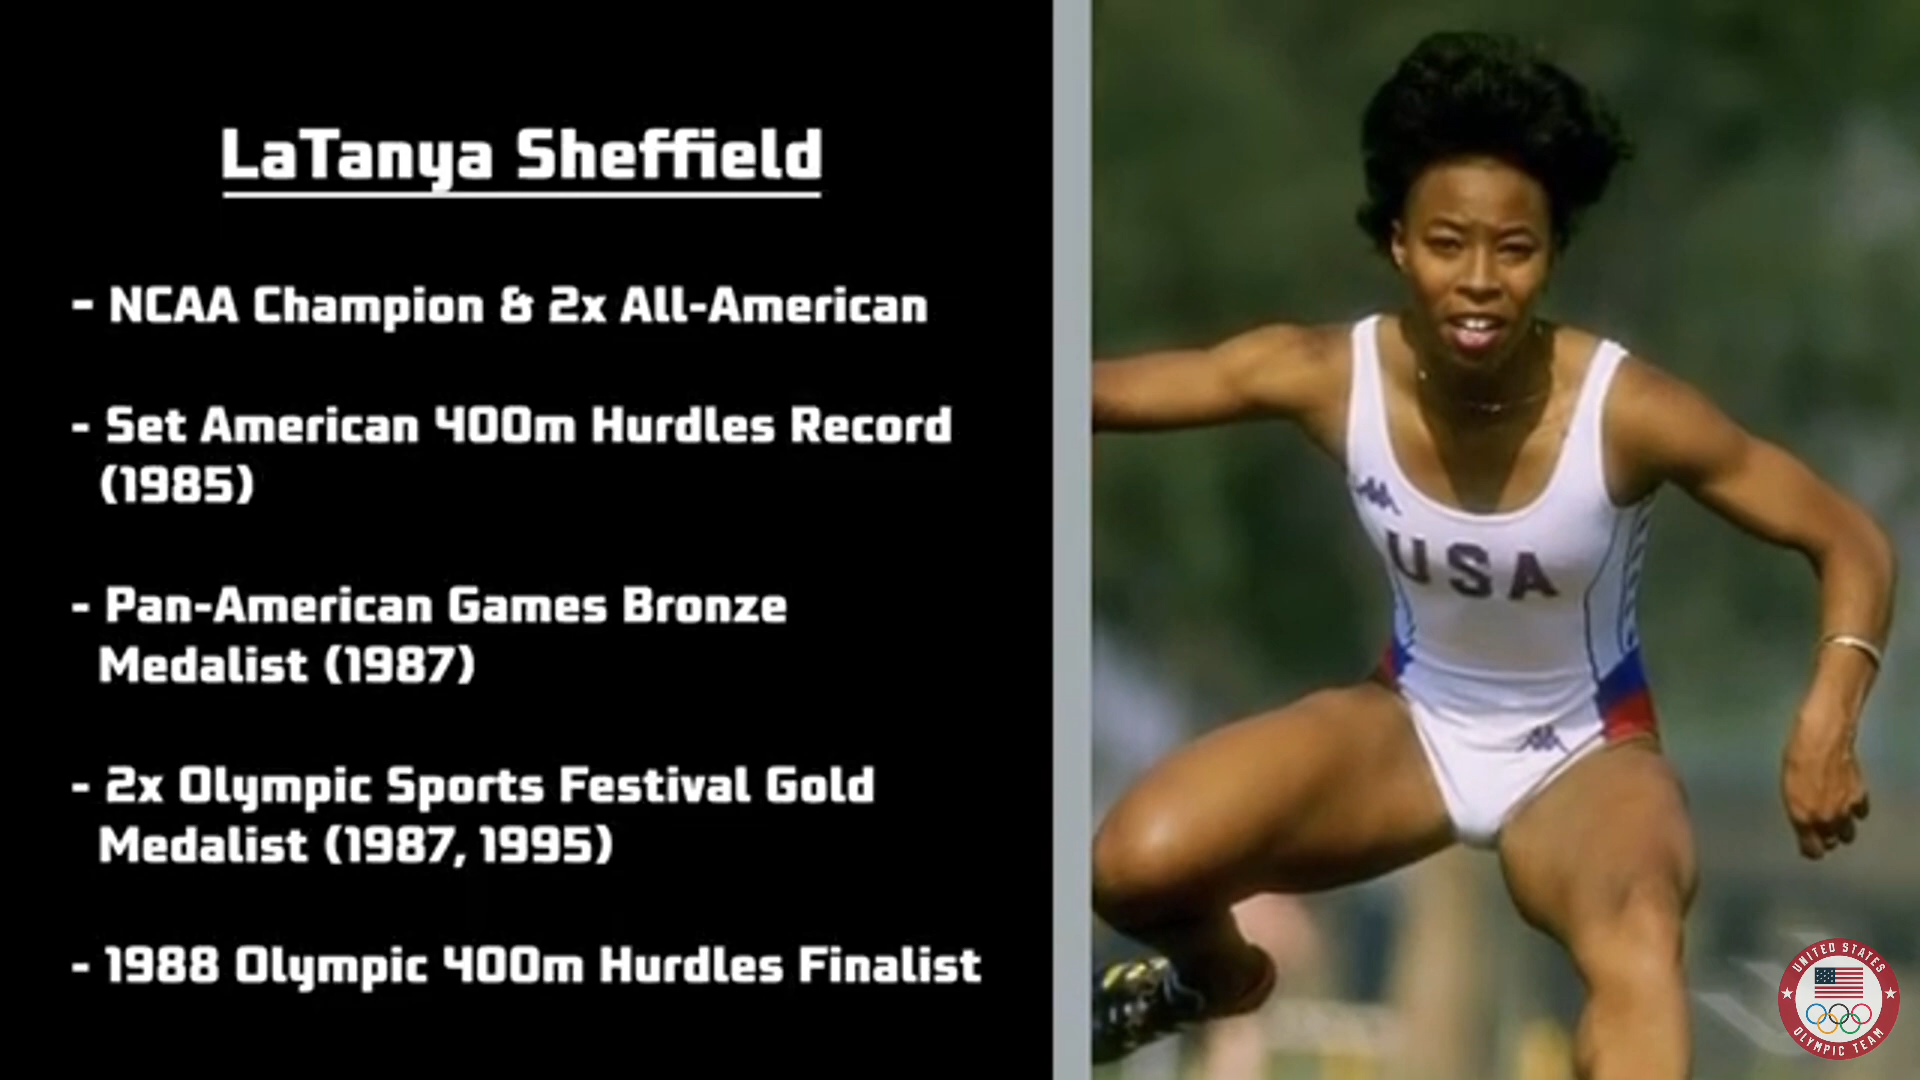 LaTanya Sheffield
- NCAA Champion & 2x All-American
- Set American 400m Hurdles Record
(1985)
- Pan-American Games Bronze
Medalist (1987)
- 2x Olympic Sports Festival Gold
Medalist (1987, 1995)
- 1988 Olympic 400m Hurdles Finalist
USA
UNITED STATES
OLYMPIC TEAM